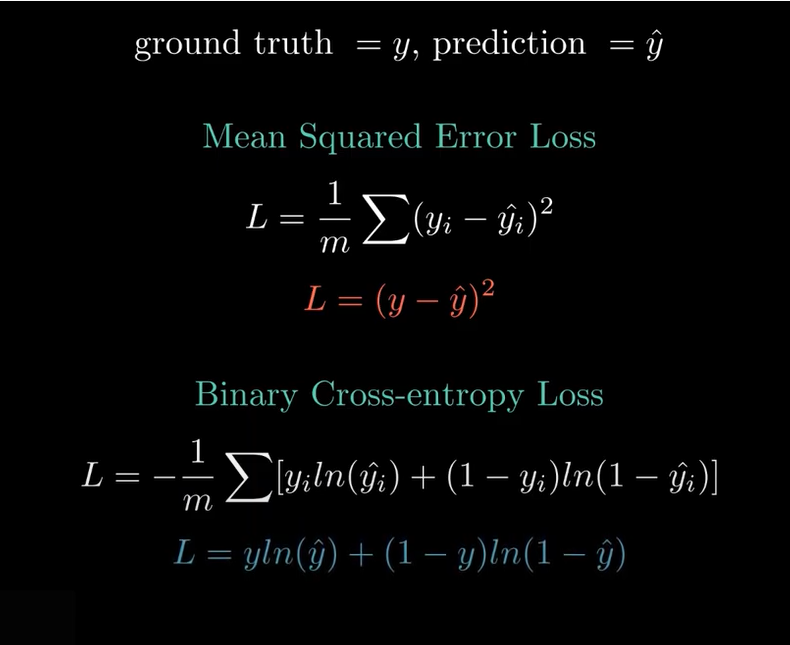 ground truth = y, prediction = ŷ
Mean Squared Error Loss
L = 1/m ∑(yᵢ − ŷᵢ)²
L = (y − ŷ)²
Binary Cross-entropy Loss
L = −1/m ∑[yᵢln(ŷᵢ) + (1 − yᵢ)ln(1 − ŷᵢ)]
L = yln(ŷ) + (1 − y)ln(1 − ŷ)